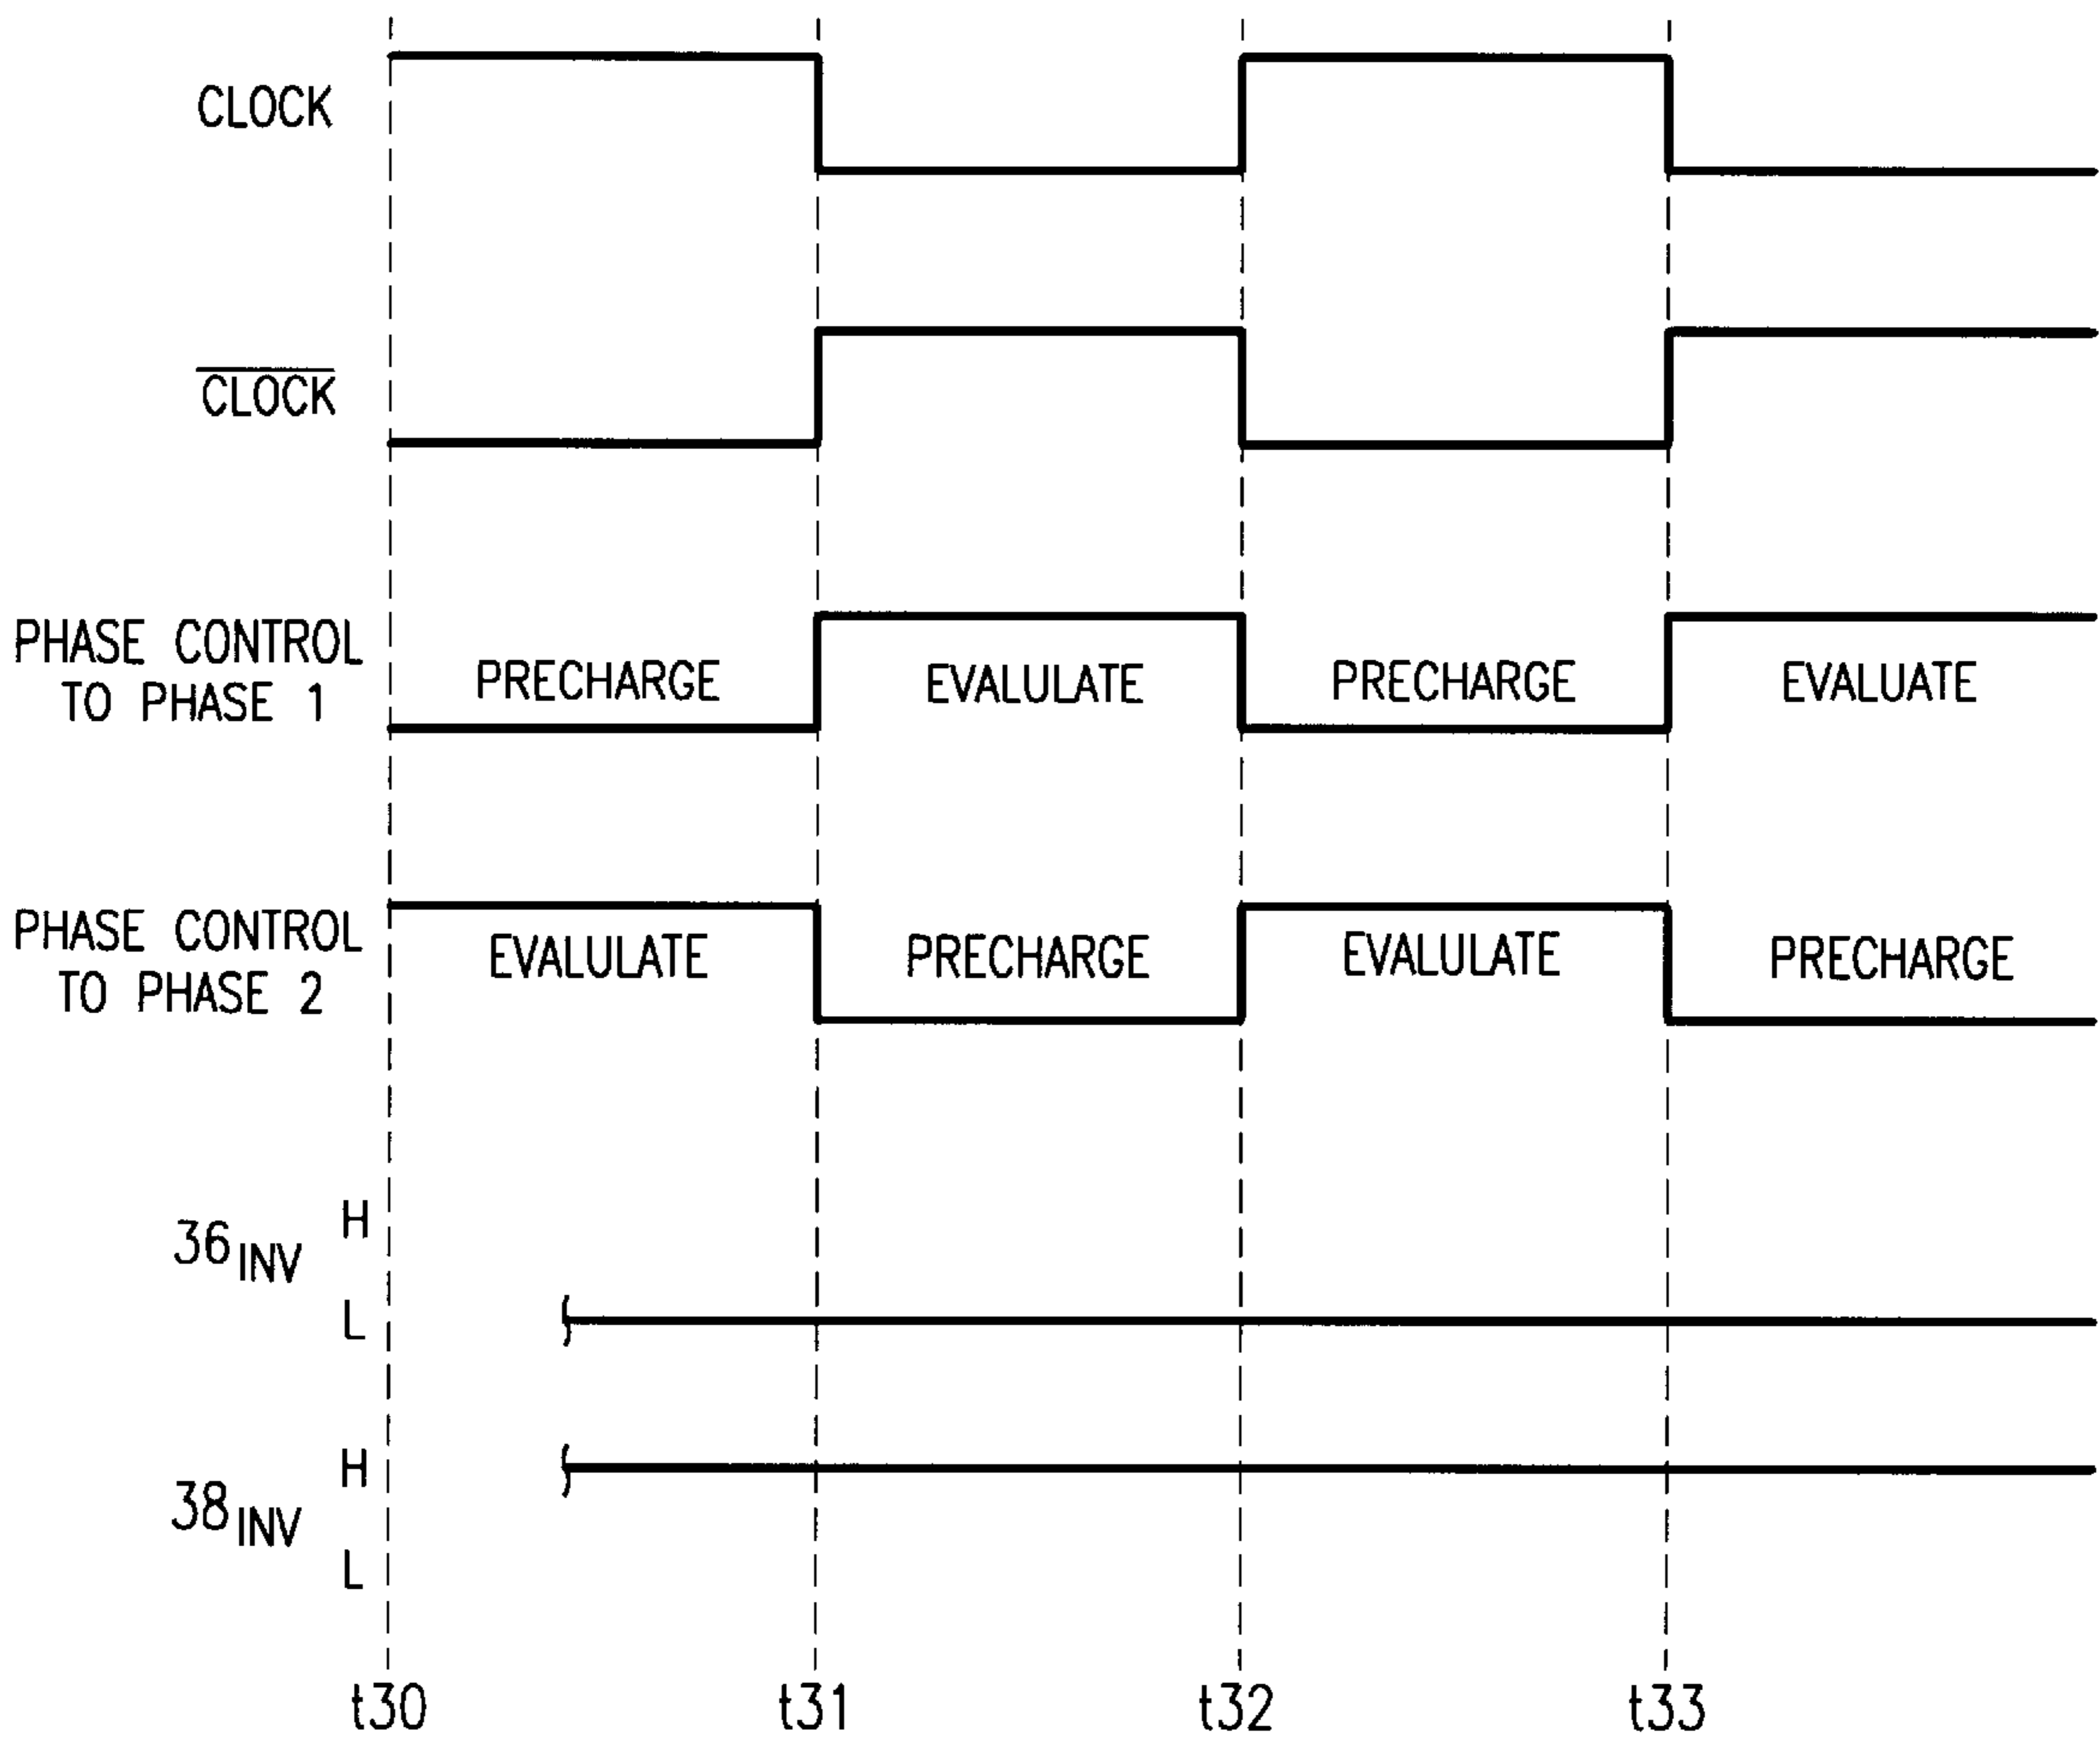 CLOCK
CLOCK
PHASE CONTROL
TO PHASE 1
PRECHARGE EVALULATE PRECHARGE EVALUATE
PHASE CONTROL
TO PHASE 2
EVALULATE PRECHARGE EVALULATE PRECHARGE
36INV H
L
38INV H
L
t30 t31 t32 t33